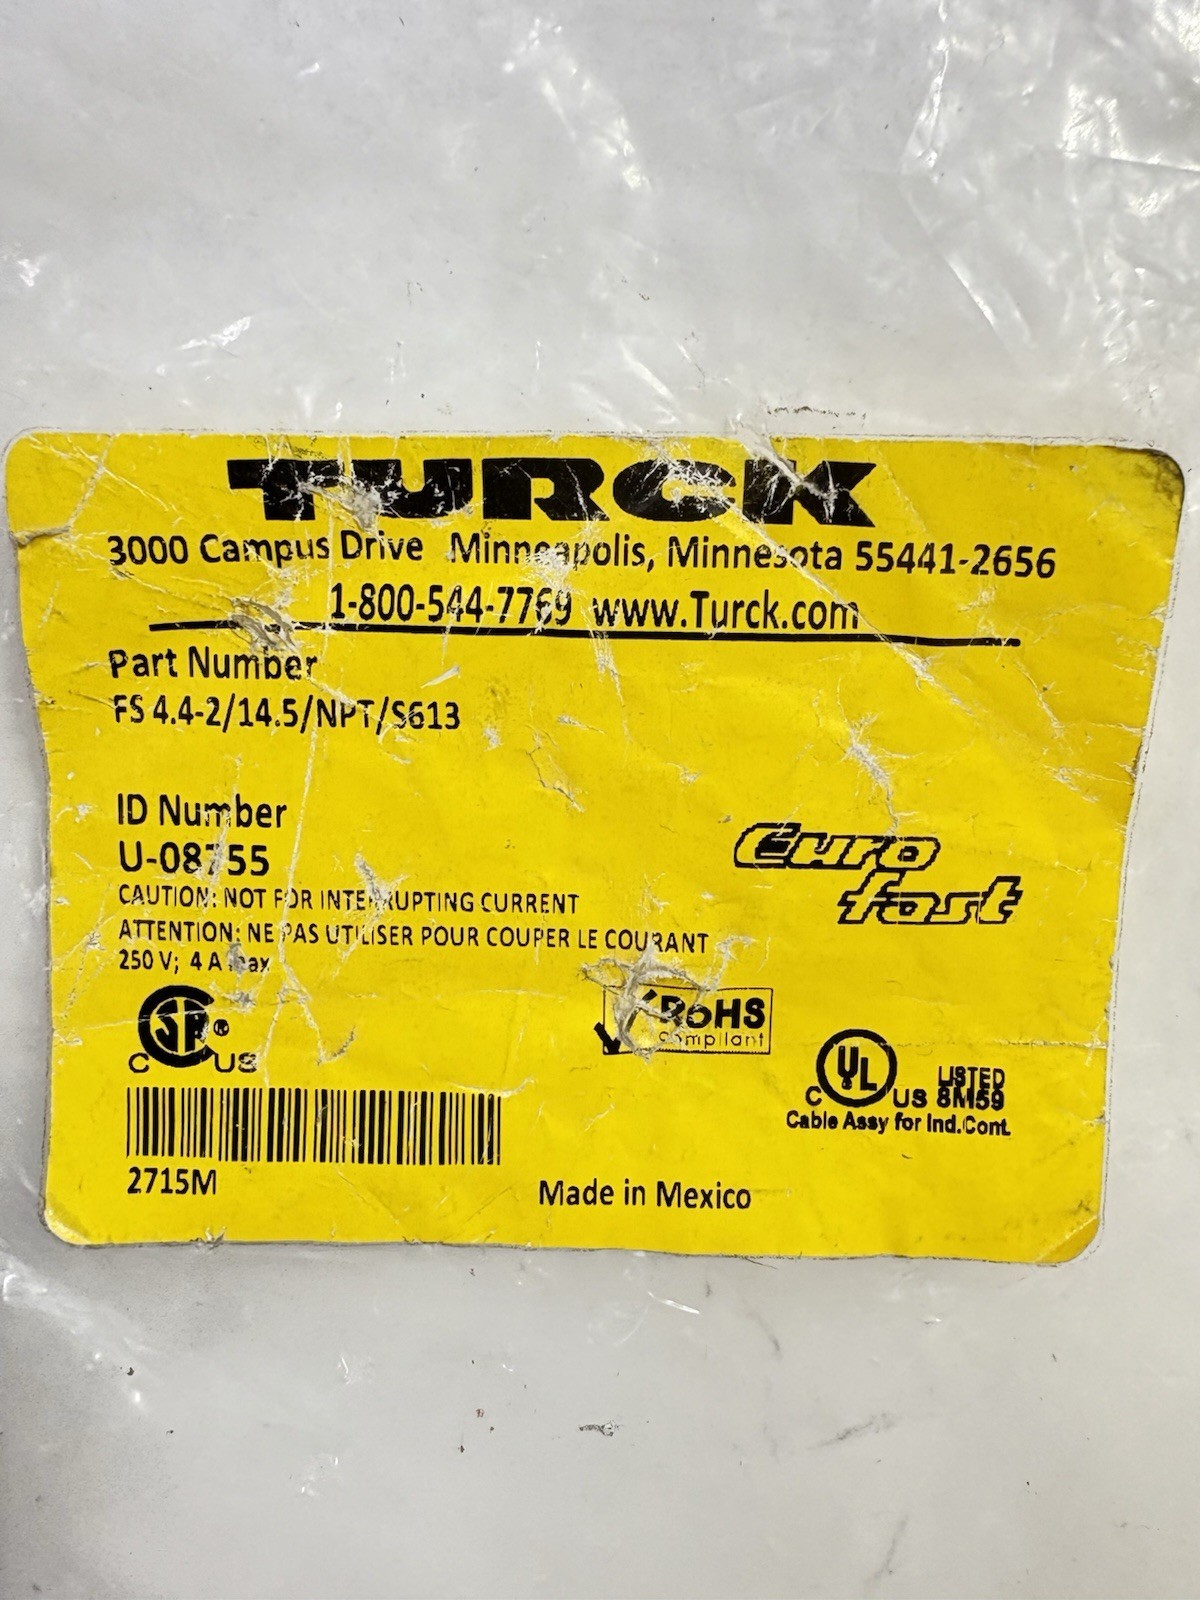 TURCK
3000 Campus Drive Minneapolis, Minnesota 55441-2656
1-800-544-7769 www.Turck.com
Part Number
FS 4.4-2/14.5/NPT/S613
ID Number
U-08755
CAUTION: NOT FOR INTERRUPTING CURRENT
ATTENTION: NE PAS UTILISER POUR COUPER LE COURANT
250 V; 4 A max
Euro
fast
C SA ® US
RoHS
compliant
C UL US LISTED
8M59
Cable Assy for Ind.Cont.
2715M
Made in Mexico